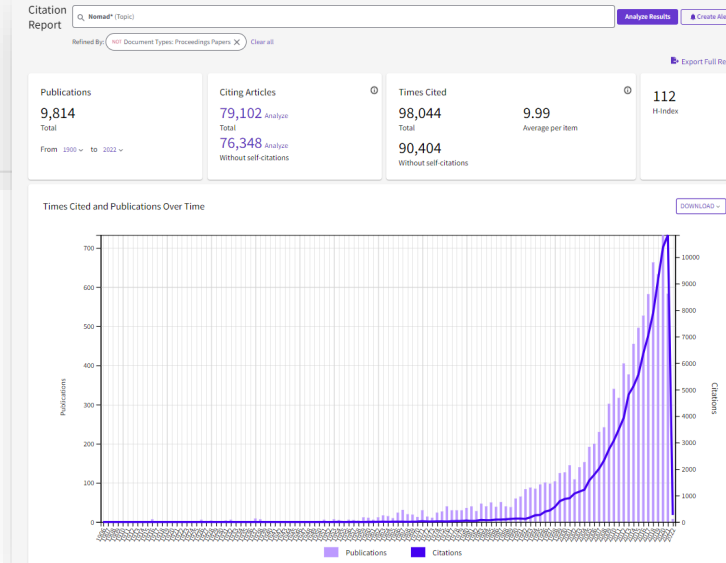 Citation
Report
Nomad* (Topic)
Analyze Results
Create Ale
Refined By:
NOT Document Types: Proceedings Papers
Clear all
Export Full Re
Publications
9,814
Total
From 1900 to 2022
Citing Articles
79,102 Analyze
Total
76,348 Analyze
Without self-citations
Times Cited
98,044
Total
90,404
Without self-citations
9.99
Average per item
112
H-Index
Times Cited and Publications Over Time
DOWNLOAD
700
600
500
400
300
200
100
0
Publications
10000
9000
8000
7000
6000
5000
4000
3000
2000
1000
0
Citations
Publications
Citations